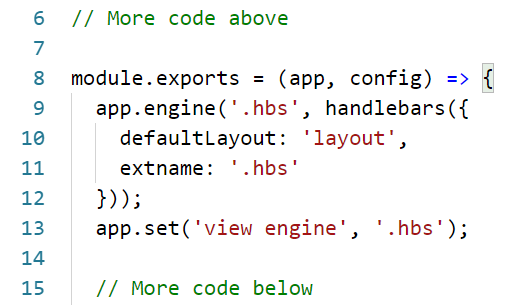 6 // More code above
7
8 module.exports = (app, config) => {
9   app.engine('.hbs', handlebars({
10     defaultLayout: 'layout',
11     extname: '.hbs'
12   }));
13   app.set('view engine', '.hbs');
14
15   // More code below